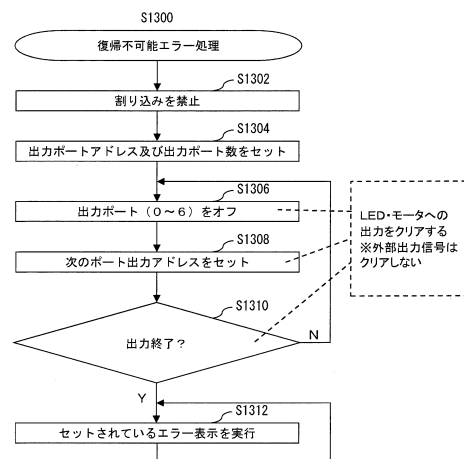 S1300
復帰不可能エラー処理
S1302
割り込みを禁止
S1304
出力ポートアドレス及び出力ポート数をセット
S1306
出力ポート（０～６）をオフ
LED・モータへの
出力をクリアする
※外部出力信号は
クリアしない
S1308
次のポート出力アドレスをセット
S1310
出力終了？
N
Y
S1312
セットされているエラー表示を実行